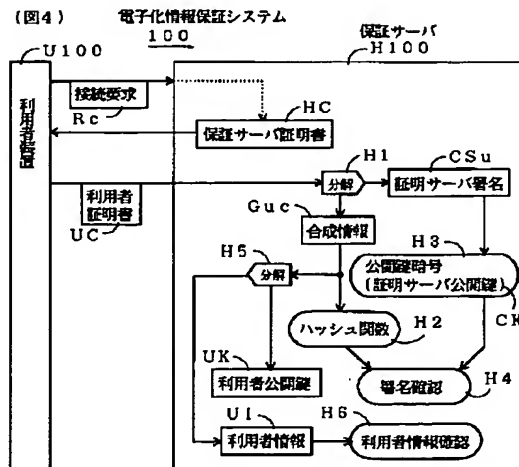 (図4)
電子化情報保証システム
100
U100
保証サーバ
H100
利用者装置
接続要求
Rc
HC
保証サーバ証明書
H1
CSu
分解
証明サーバ署名
利用者
証明書
UC
Guc
合成情報
H5
分解
H3
公開鍵暗号
(証明サーバ公開鍵)
CK
ハッシュ関数
H2
UK
利用者公開鍵
署名確認
H4
UI
利用者情報
H6
利用者情報確認